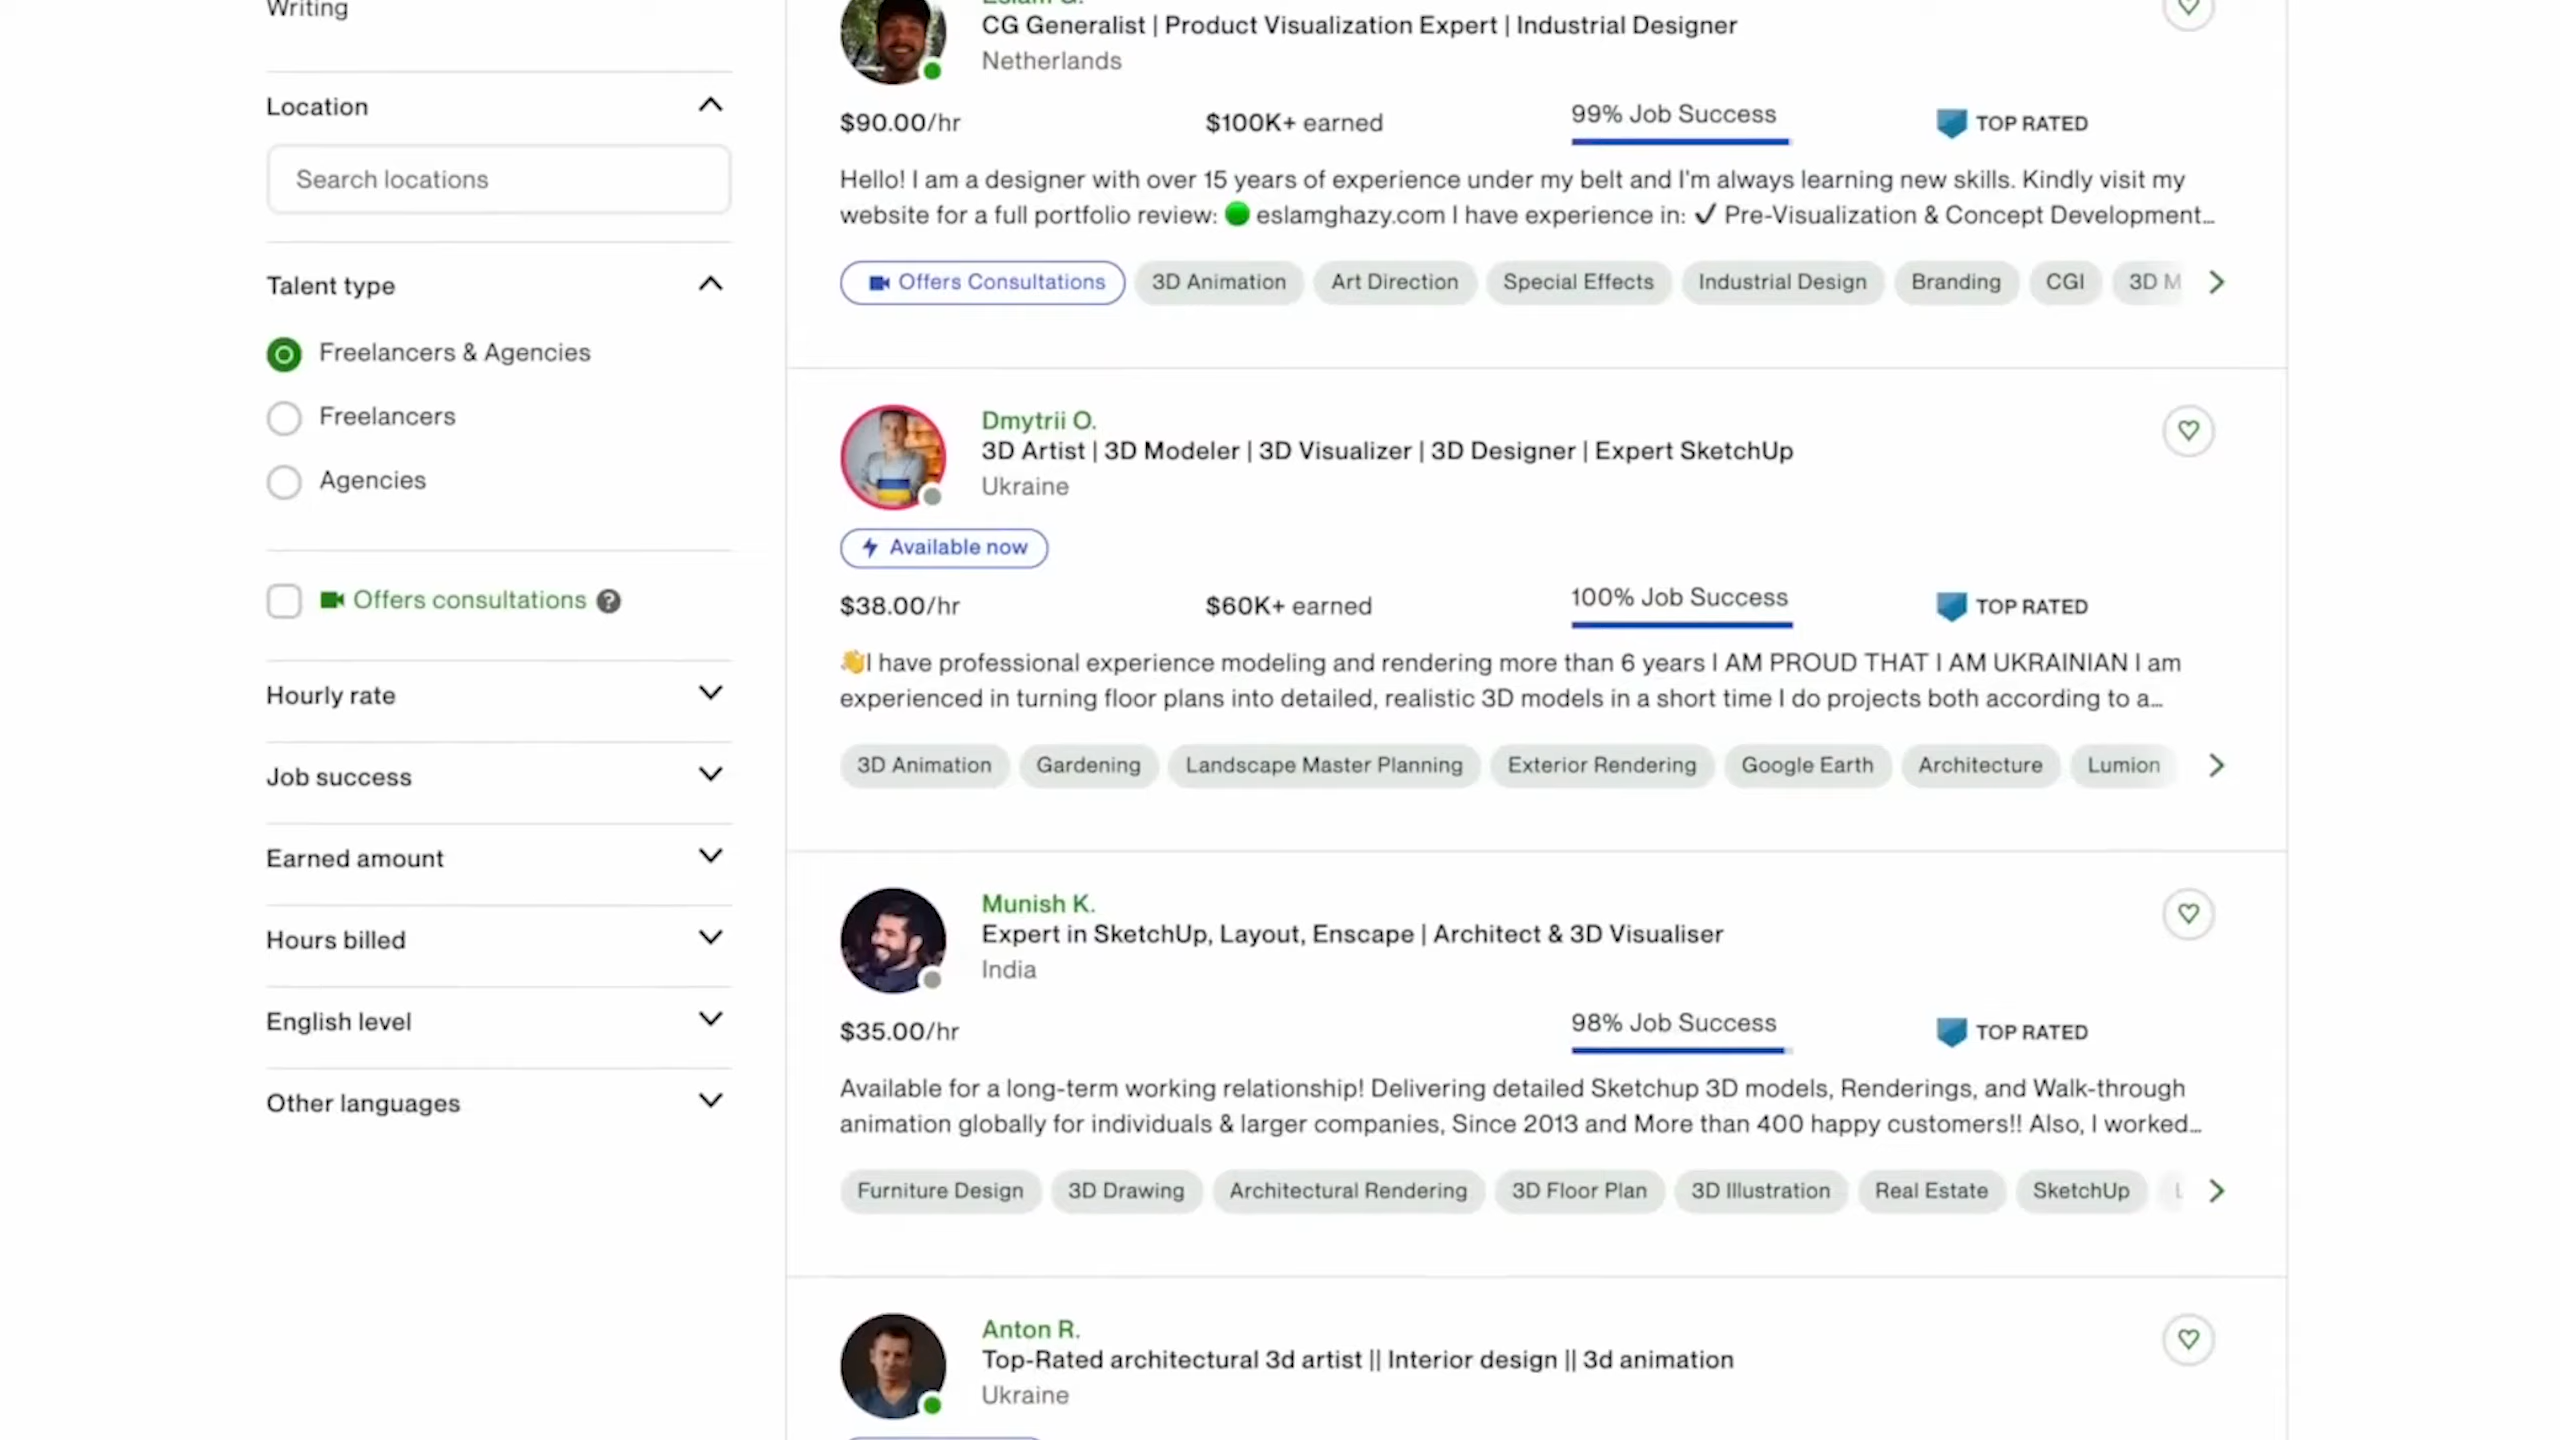 Writing
Location
Search locations
Talent type
Freelancers & Agencies
Freelancers
Agencies
Offers consultations ?
Hourly rate
Job success
Earned amount
Hours billed
English level
Other languages
CG Generalist | Product Visualization Expert | Industrial Designer
Netherlands
$90.00/hr $100K+ earned 99% Job Success TOP RATED
Hello! I am a designer with over 15 years of experience under my belt and I'm always learning new skills. Kindly visit my
website for a full portfolio review: eslamghazy.com I have experience in: ✓ Pre-Visualization & Concept Development...
Offers Consultations 3D Animation Art Direction Special Effects Industrial Design Branding CGI 3D M
Dmytrii O.
3D Artist | 3D Modeler | 3D Visualizer | 3D Designer | Expert SketchUp
Ukraine
Available now
$38.00/hr $60K+ earned 100% Job Success TOP RATED
👋I have professional experience modeling and rendering more than 6 years I AM PROUD THAT I AM UKRAINIAN I am
experienced in turning floor plans into detailed, realistic 3D models in a short time I do projects both according to a...
3D Animation Gardening Landscape Master Planning Exterior Rendering Google Earth Architecture Lumion
Munish K.
Expert in SketchUp, Layout, Enscape | Architect & 3D Visualiser
India
$35.00/hr 98% Job Success TOP RATED
Available for a long-term working relationship! Delivering detailed Sketchup 3D models, Renderings, and Walk-through
animation globally for individuals & larger companies, Since 2013 and More than 400 happy customers!! Also, I worked...
Furniture Design 3D Drawing Architectural Rendering 3D Floor Plan 3D Illustration Real Estate SketchUp
Anton R.
Top-Rated architectural 3d artist || Interior design || 3d animation
Ukraine